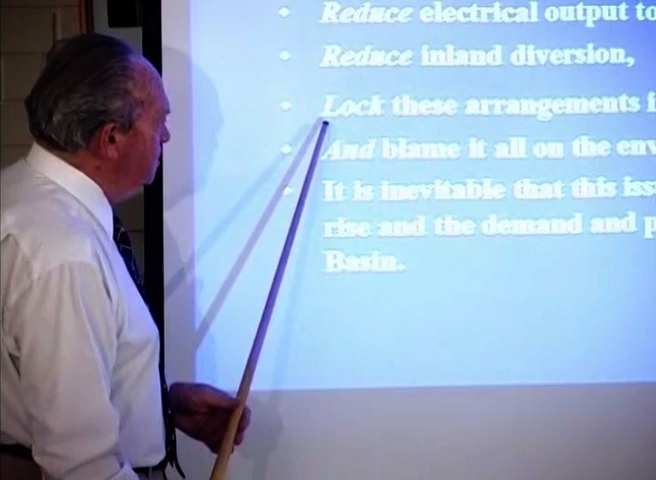 • Reduce electrical output to
• Reduce inland diversion,
• Lock these arrangements i
• And blame it all on the env
• It is inevitable that this iss
rise and the demand and p
Basin.